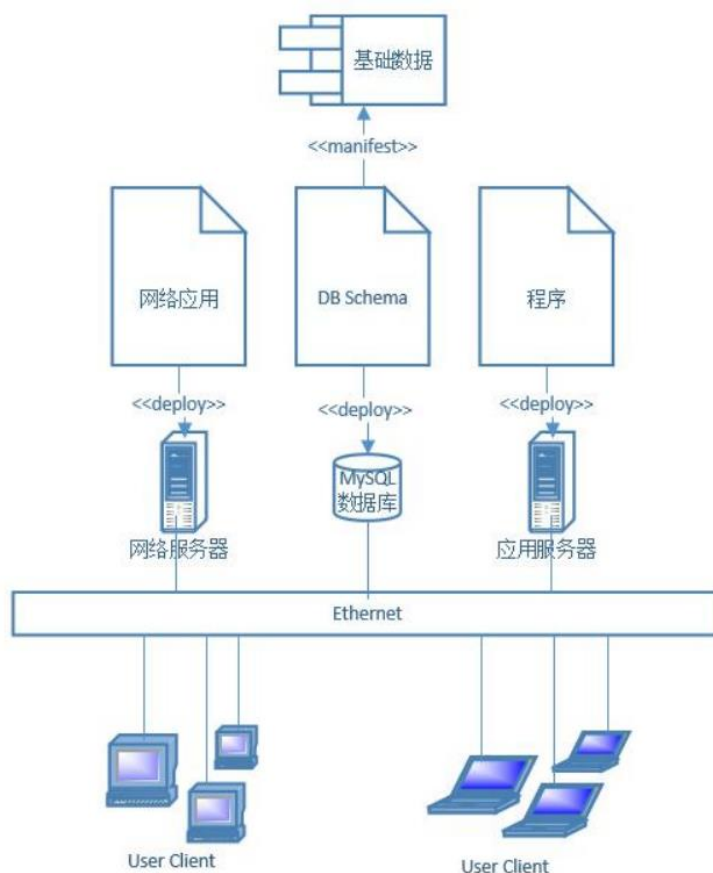 基础数据
<<manifest>>
网络应用
DB Schema
程序
<<deploy>>
<<deploy>>
<<deploy>>
MySQL
数据库
网络服务器
应用服务器
Ethernet
User Client
User Client